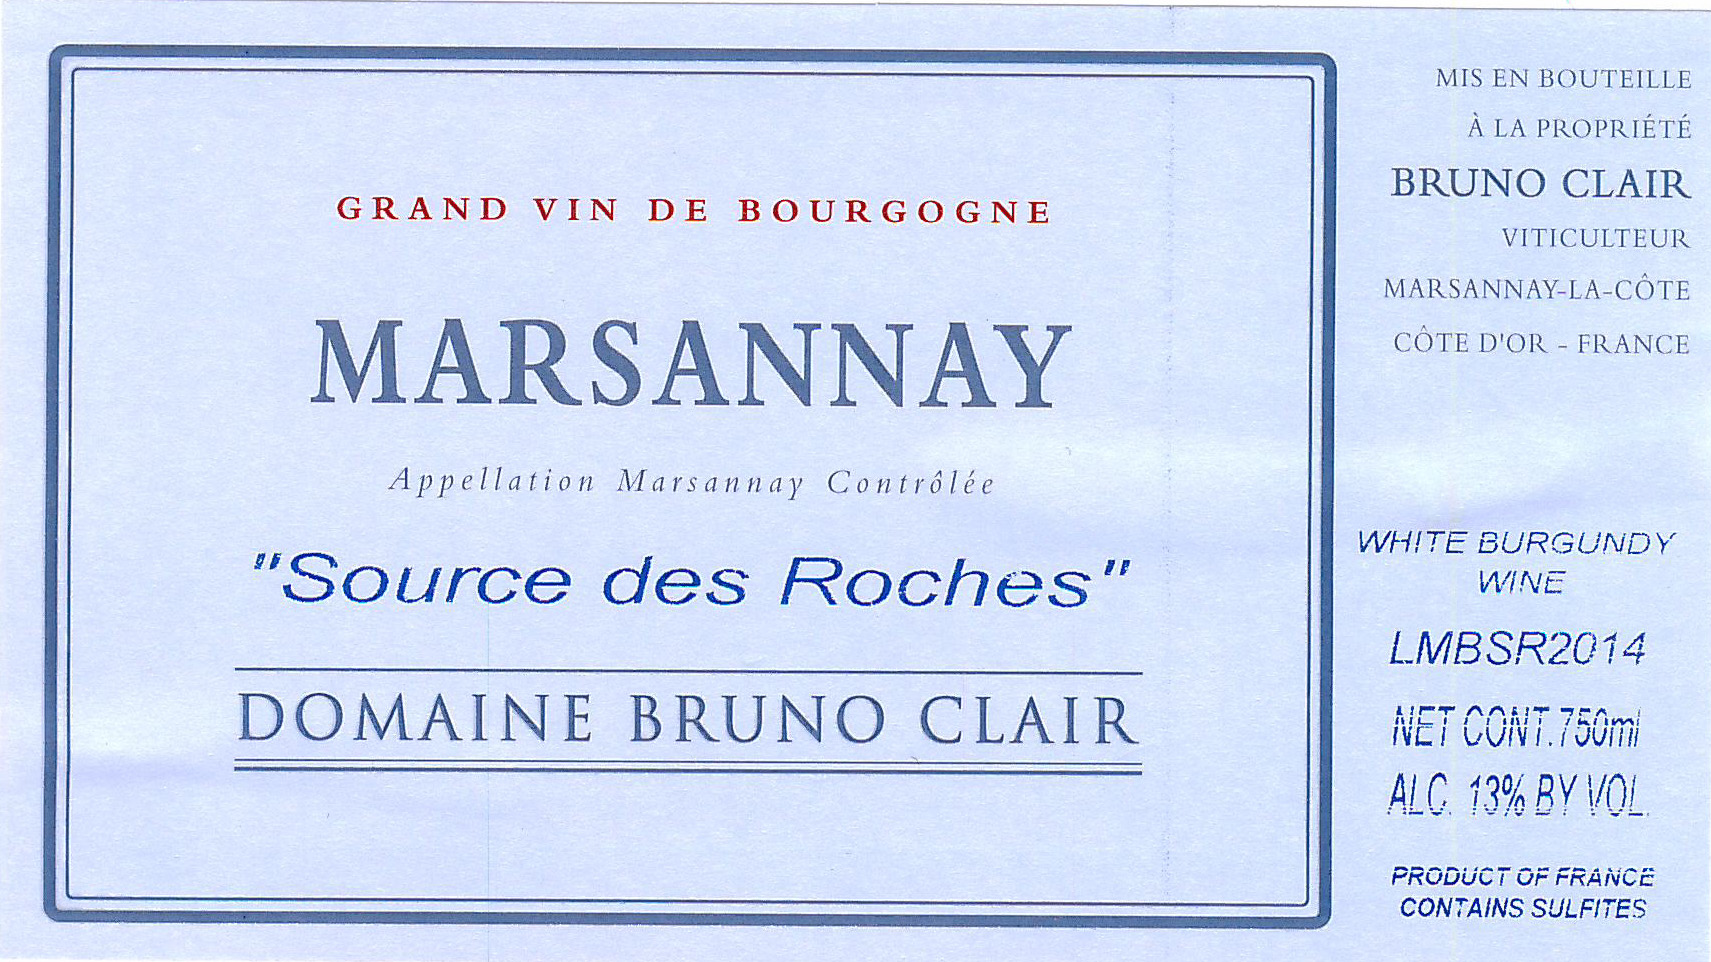 GRAND VIN DE BOURGOGNE
MARSANNAY
Appellation Marsannay Contrôlée
"Source des Roches"
DOMAINE BRUNO CLAIR
MIS EN BOUTEILLE
À LA PROPRIÉTÉ
BRUNO CLAIR
VITICULTEUR
MARSANNAY-LA-CÔTE
CÔTE D'OR - FRANCE
WHITE BURGUNDY
WINE
LMBSR2014
NET CONT.750ml
ALC. 13% BY VOL.
PRODUCT OF FRANCE
CONTAINS SULFITES